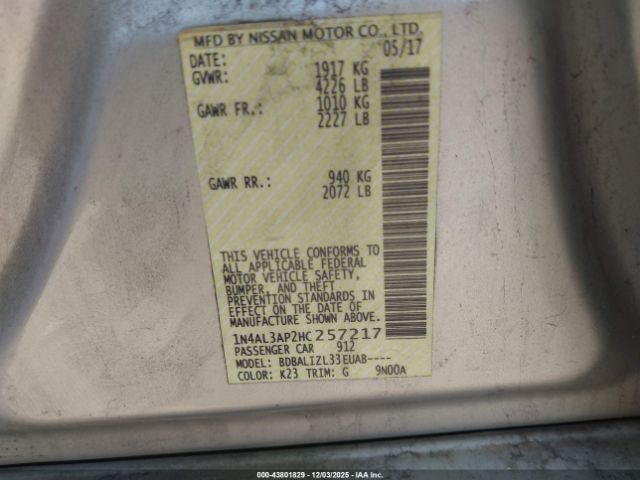 MFD BY NISSAN MOTOR CO., LTD.
DATE: 05/17
GVWR: 1917 KG
4226 LB
GAWR FR.: 1010 KG
2227 LB
GAWR RR.: 940 KG
2072 LB
THIS VEHICLE CONFORMS TO
ALL APPLICABLE FEDERAL
MOTOR VEHICLE SAFETY,
BUMPER, AND THEFT
PREVENTION STANDARDS IN
EFFECT ON THE DATE OF
MANUFACTURE SHOWN ABOVE.
1N4AL3AP2HC257217
PASSENGER CAR 912
MODEL: BDBALIZL33EUAB----
COLOR: K23 TRIM: G 9N00A
000-43801829 - 12/03/2025 - IAA, Inc.